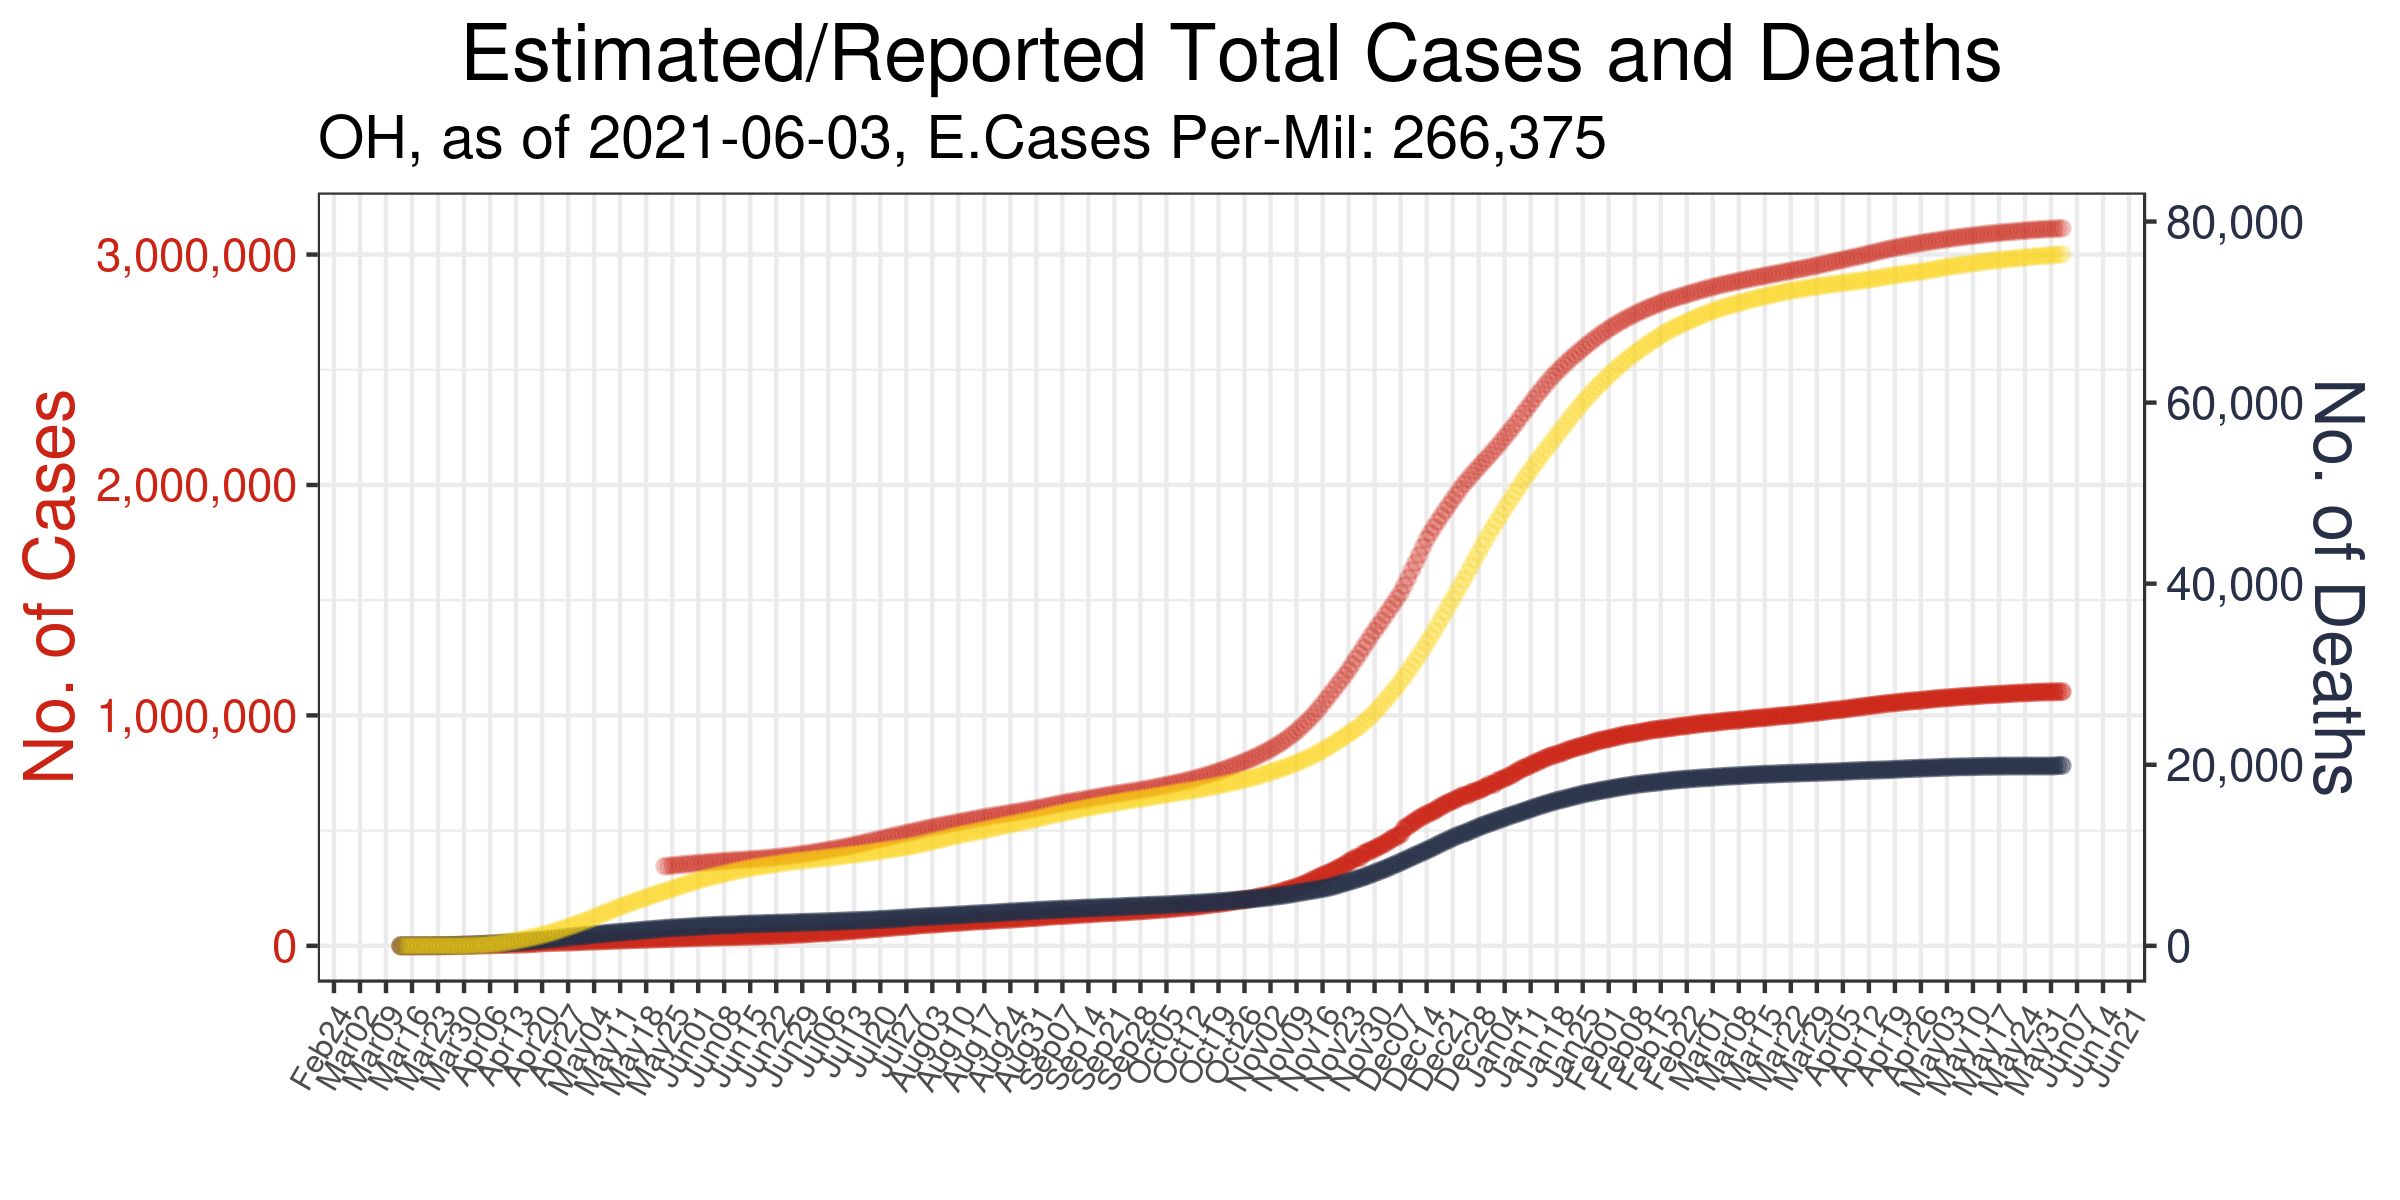 Estimated/Reported Total Cases and Deaths
OH, as of 2021-06-03, E.Cases Per-Mil: 266,375
No. of Cases
3,000,000
2,000,000
1,000,000
0
80,000
60,000
40,000
20,000
0
No. of Deaths
Feb24
Mar02
Mar09
Mar16
Mar23
Mar30
Apr06
Apr13
Apr20
Apr27
May04
May11
May18
May25
Jun01
Jun08
Jun15
Jun22
Jun29
Jul06
Jul13
Jul20
Jul27
Aug03
Aug10
Aug17
Aug24
Aug31
Sep07
Sep14
Sep21
Sep28
Oct05
Oct12
Oct19
Oct26
Nov02
Nov09
Nov16
Nov23
Nov30
Dec07
Dec14
Dec21
Dec28
Jan04
Jan11
Jan18
Jan25
Feb01
Feb08
Feb15
Feb22
Mar01
Mar08
Mar15
Mar22
Mar29
Apr05
Apr12
Apr19
Apr26
May03
May10
May17
May24
May31
Jun07
Jun14
Jun21